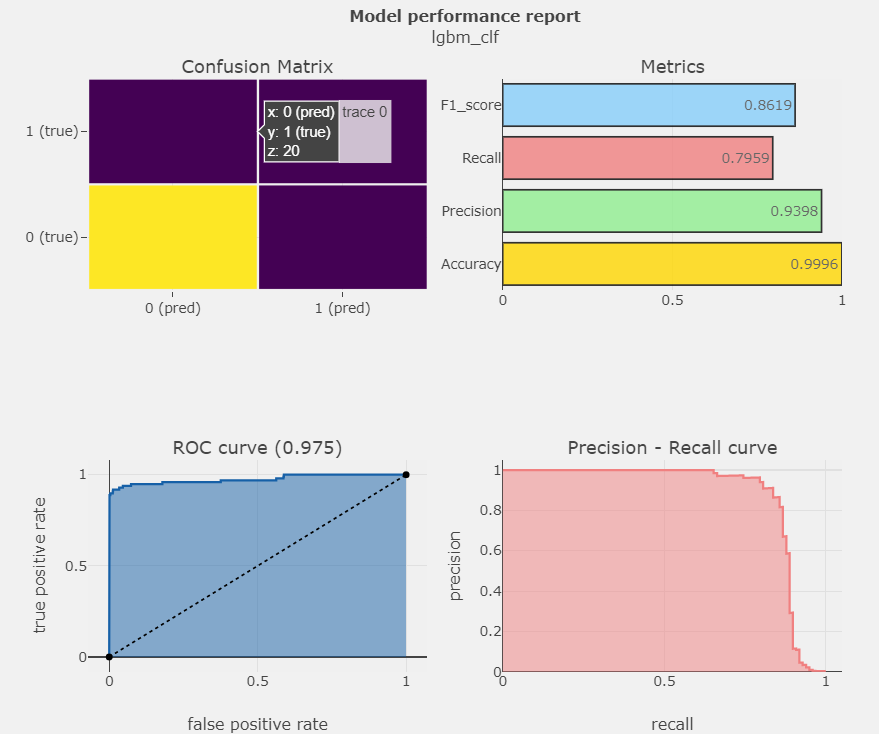 Model performance report
lgbm_clf
Confusion Matrix
1 (true)
0 (true)
x: 0 (pred) trace 0
y: 1 (true)
z: 20
0 (pred) 1 (pred)
Metrics
F1_score 0.8619
Recall 0.7959
Precision 0.9398
Accuracy 0.9996
0 0.5 1
ROC curve (0.975)
true positive rate
1
0.5
0
0 0.5 1
false positive rate
Precision - Recall curve
precision
1
0.8
0.6
0.4
0.2
0
0 0.5 1
recall